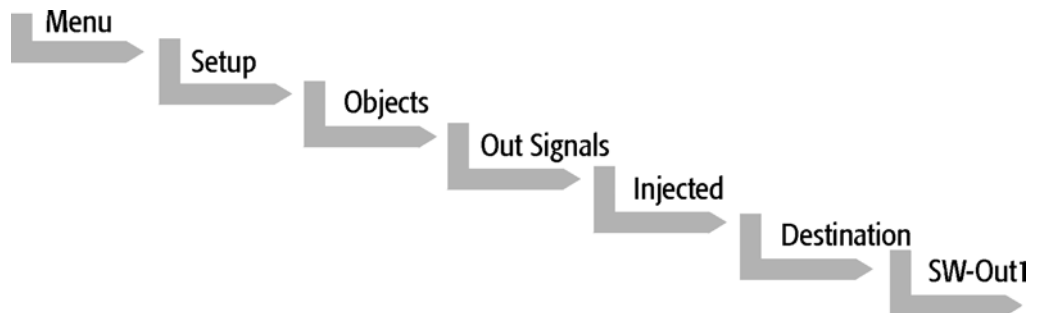 Menu
Setup
Objects
Out Signals
Injected
Destination
SW-Out1